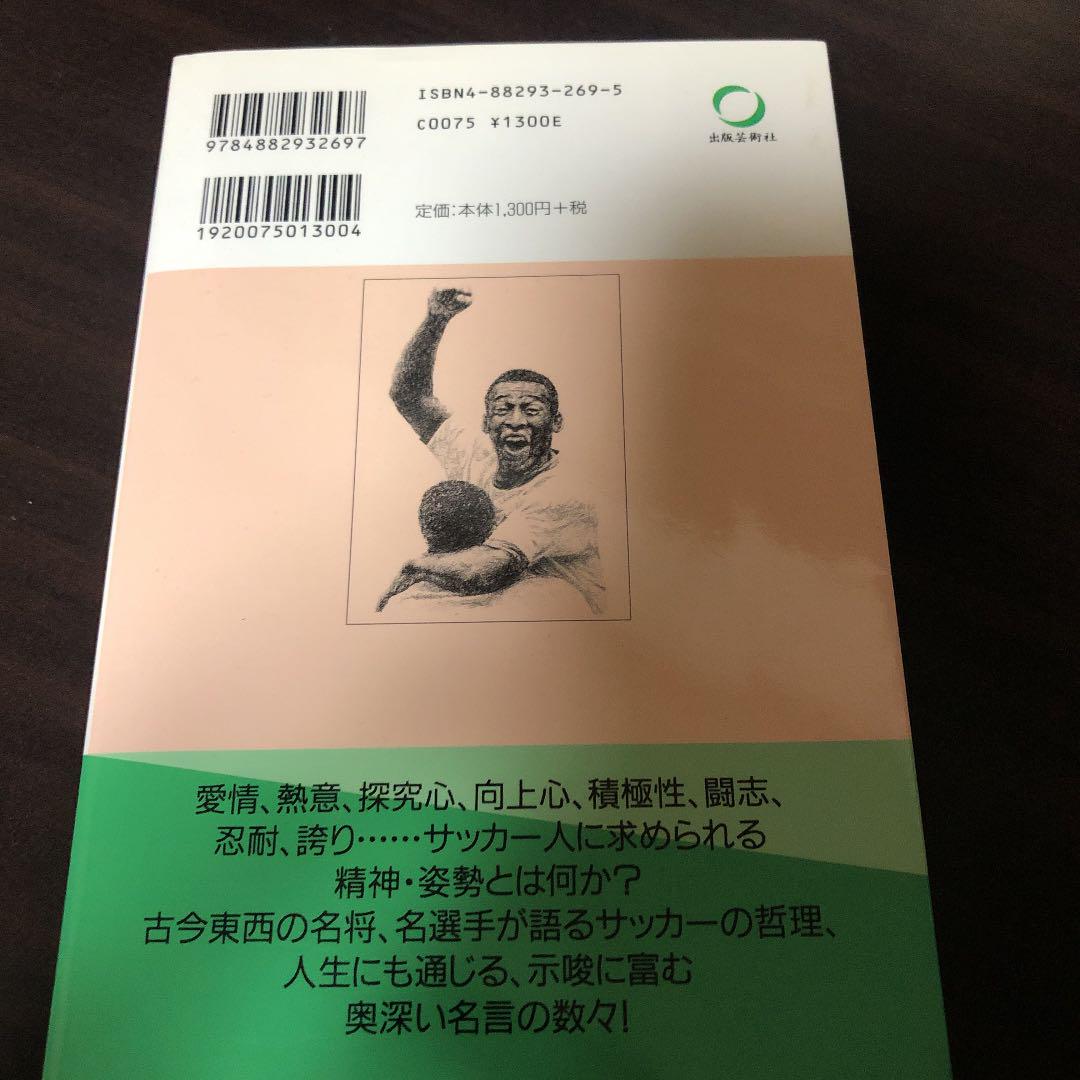 ISBN4-88293-269-5
C0075 ¥1300E
出版芸術社
9784882932697
1920075013004
定価:本体1,300円+税
愛情、熱意、探究心、向上心、積極性、闘志、
忍耐、誇り……サッカー人に求められる
精神・姿勢とは何か?
古今東西の名将、名選手が語るサッカーの哲理、
人生にも通じる、示唆に富む
奥深い名言の数々!